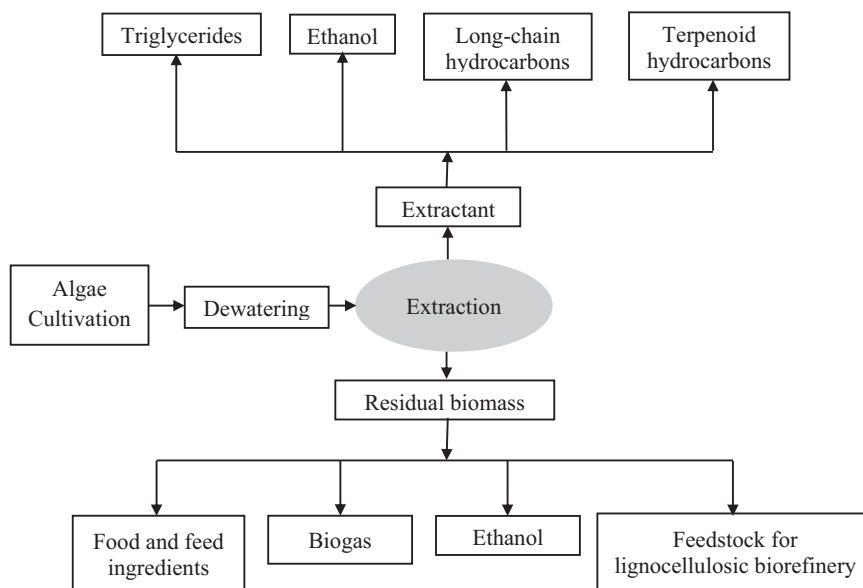 Triglycerides
Ethanol
Long-chain
hydrocarbons
Terpenoid
hydrocarbons
Extractant
Algae
Cultivation
Dewatering
Extraction
Residual biomass
Food and feed
ingredients
Biogas
Ethanol
Feedstock for
lignocellulosic biorefinery